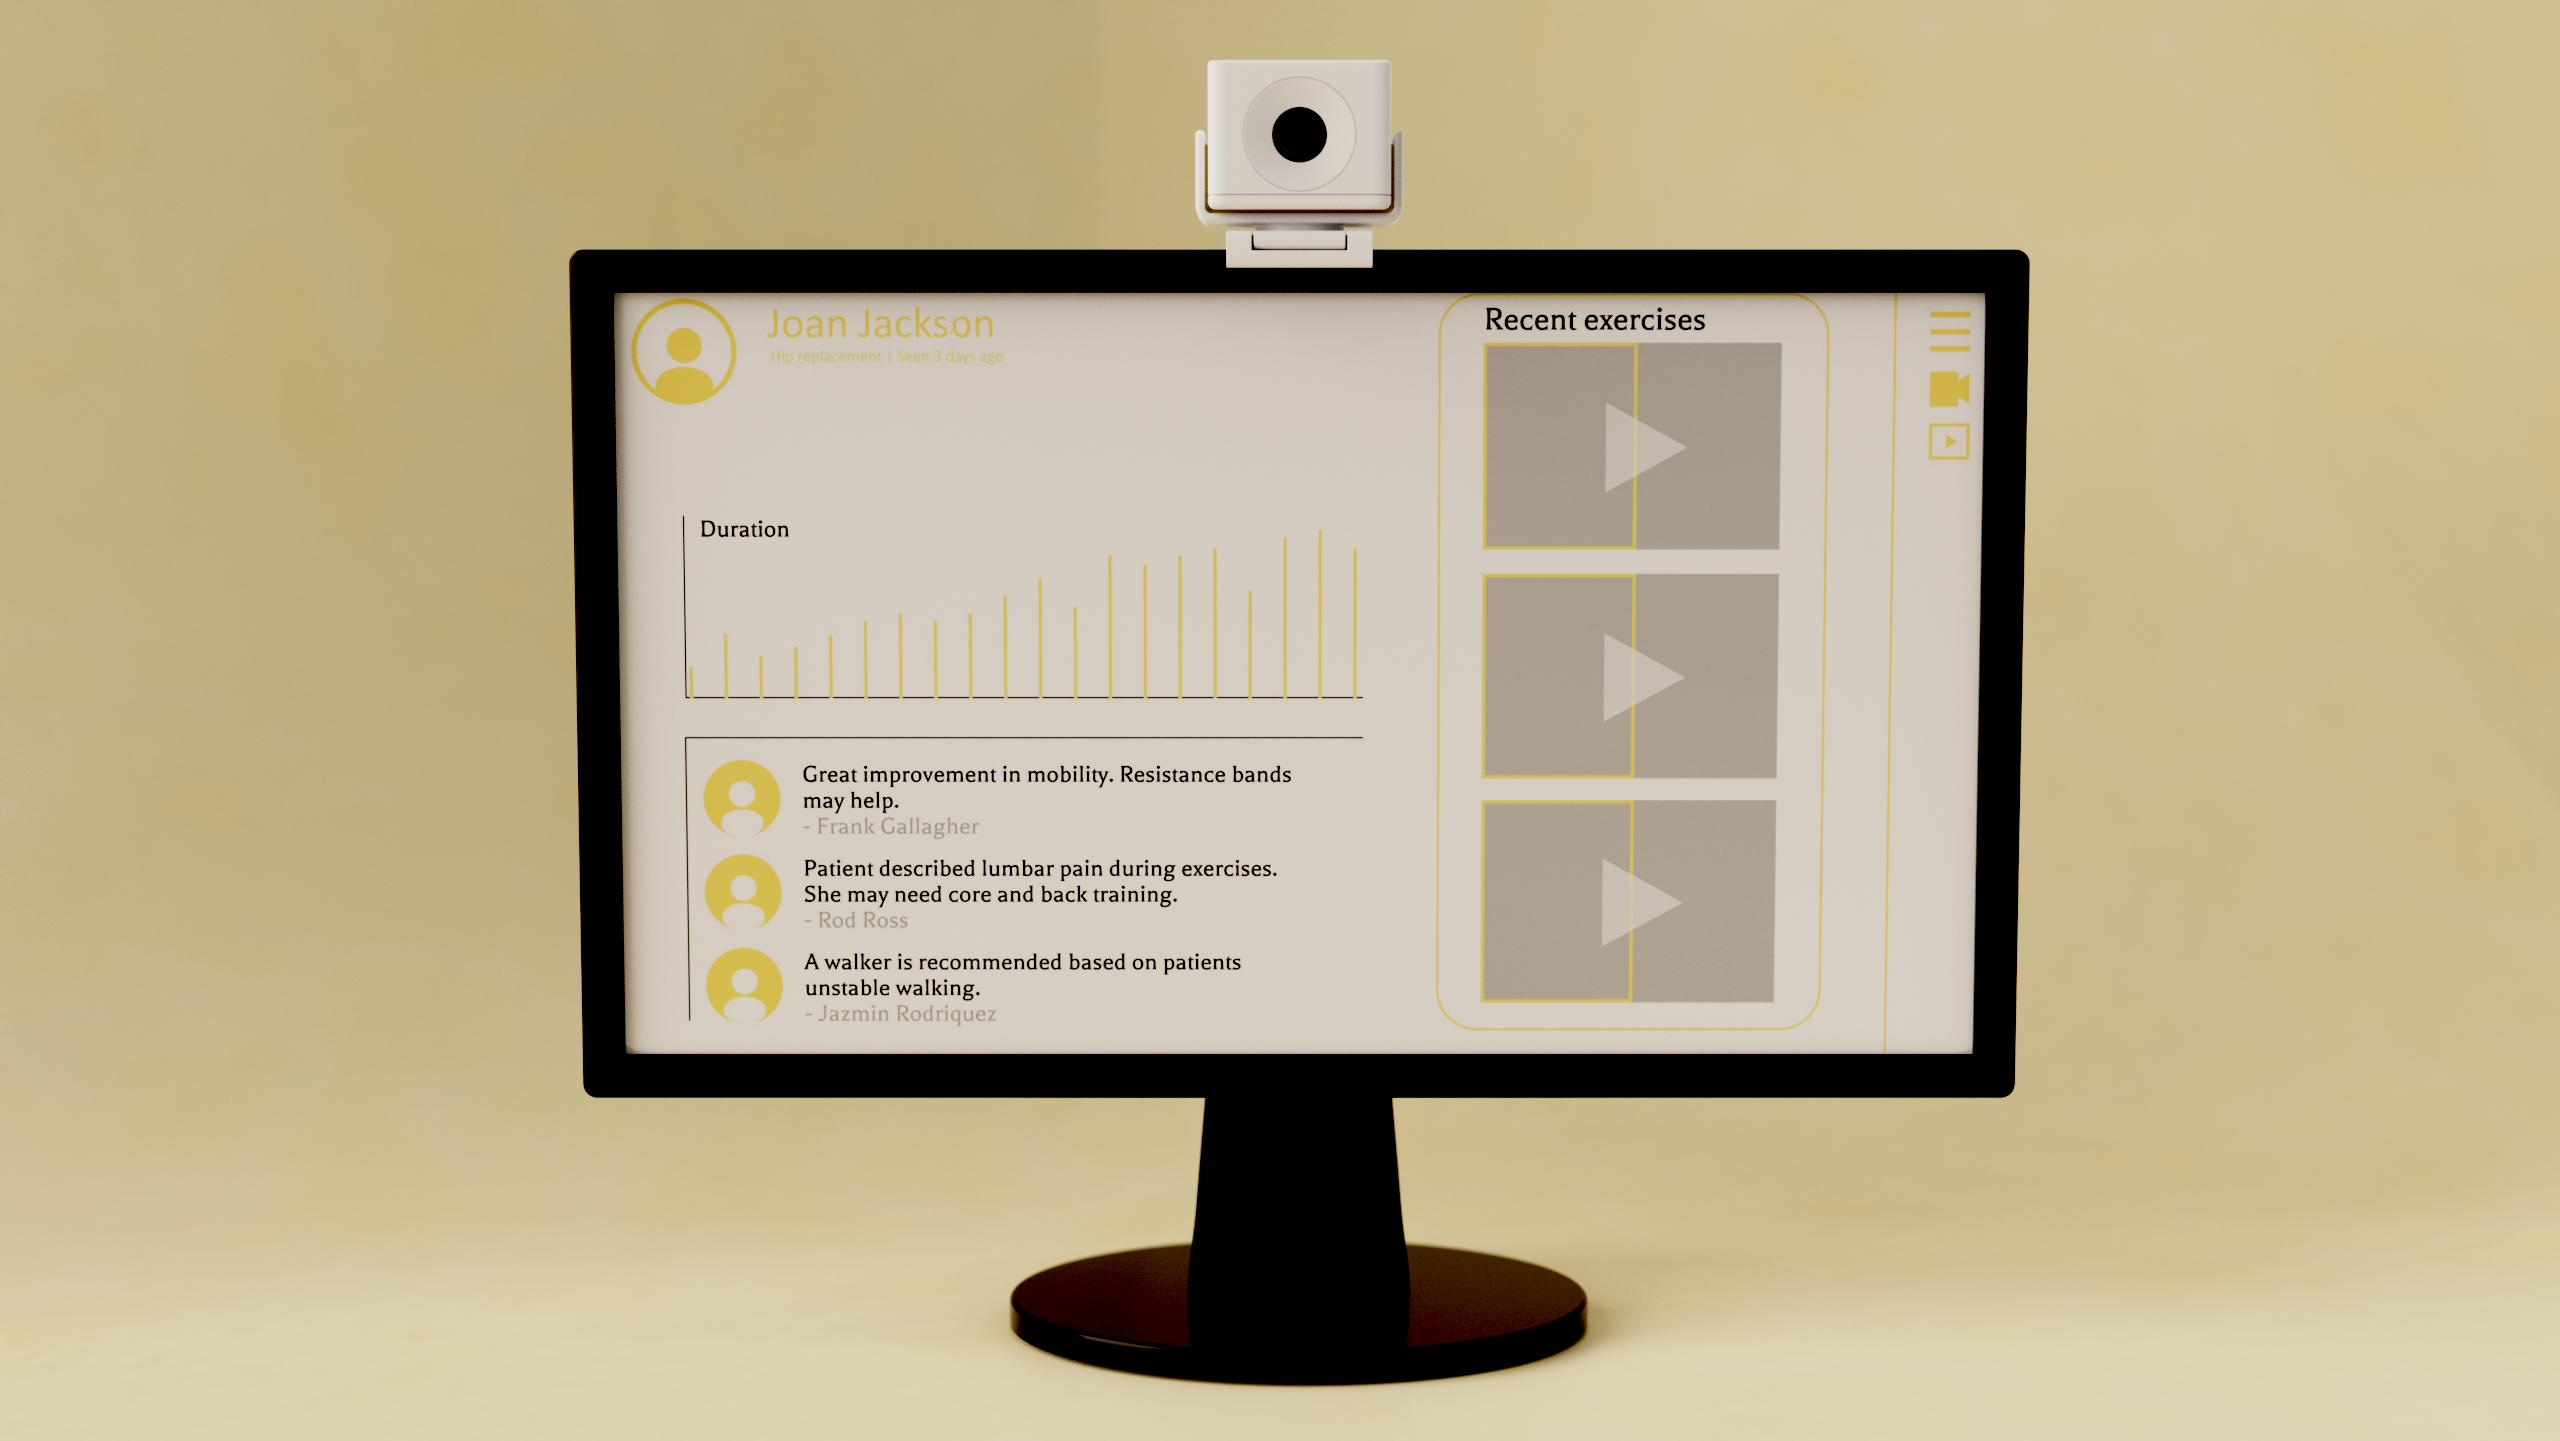 Joan Jackson
Hip replacement | Seen 3 days ago
Duration
Great improvement in mobility. Resistance bands
may help.
- Frank Gallagher
Patient described lumbar pain during exercises.
She may need core and back training.
- Rod Ross
A walker is recommended based on patients
unstable walking.
- Jazmin Rodriquez
Recent exercises